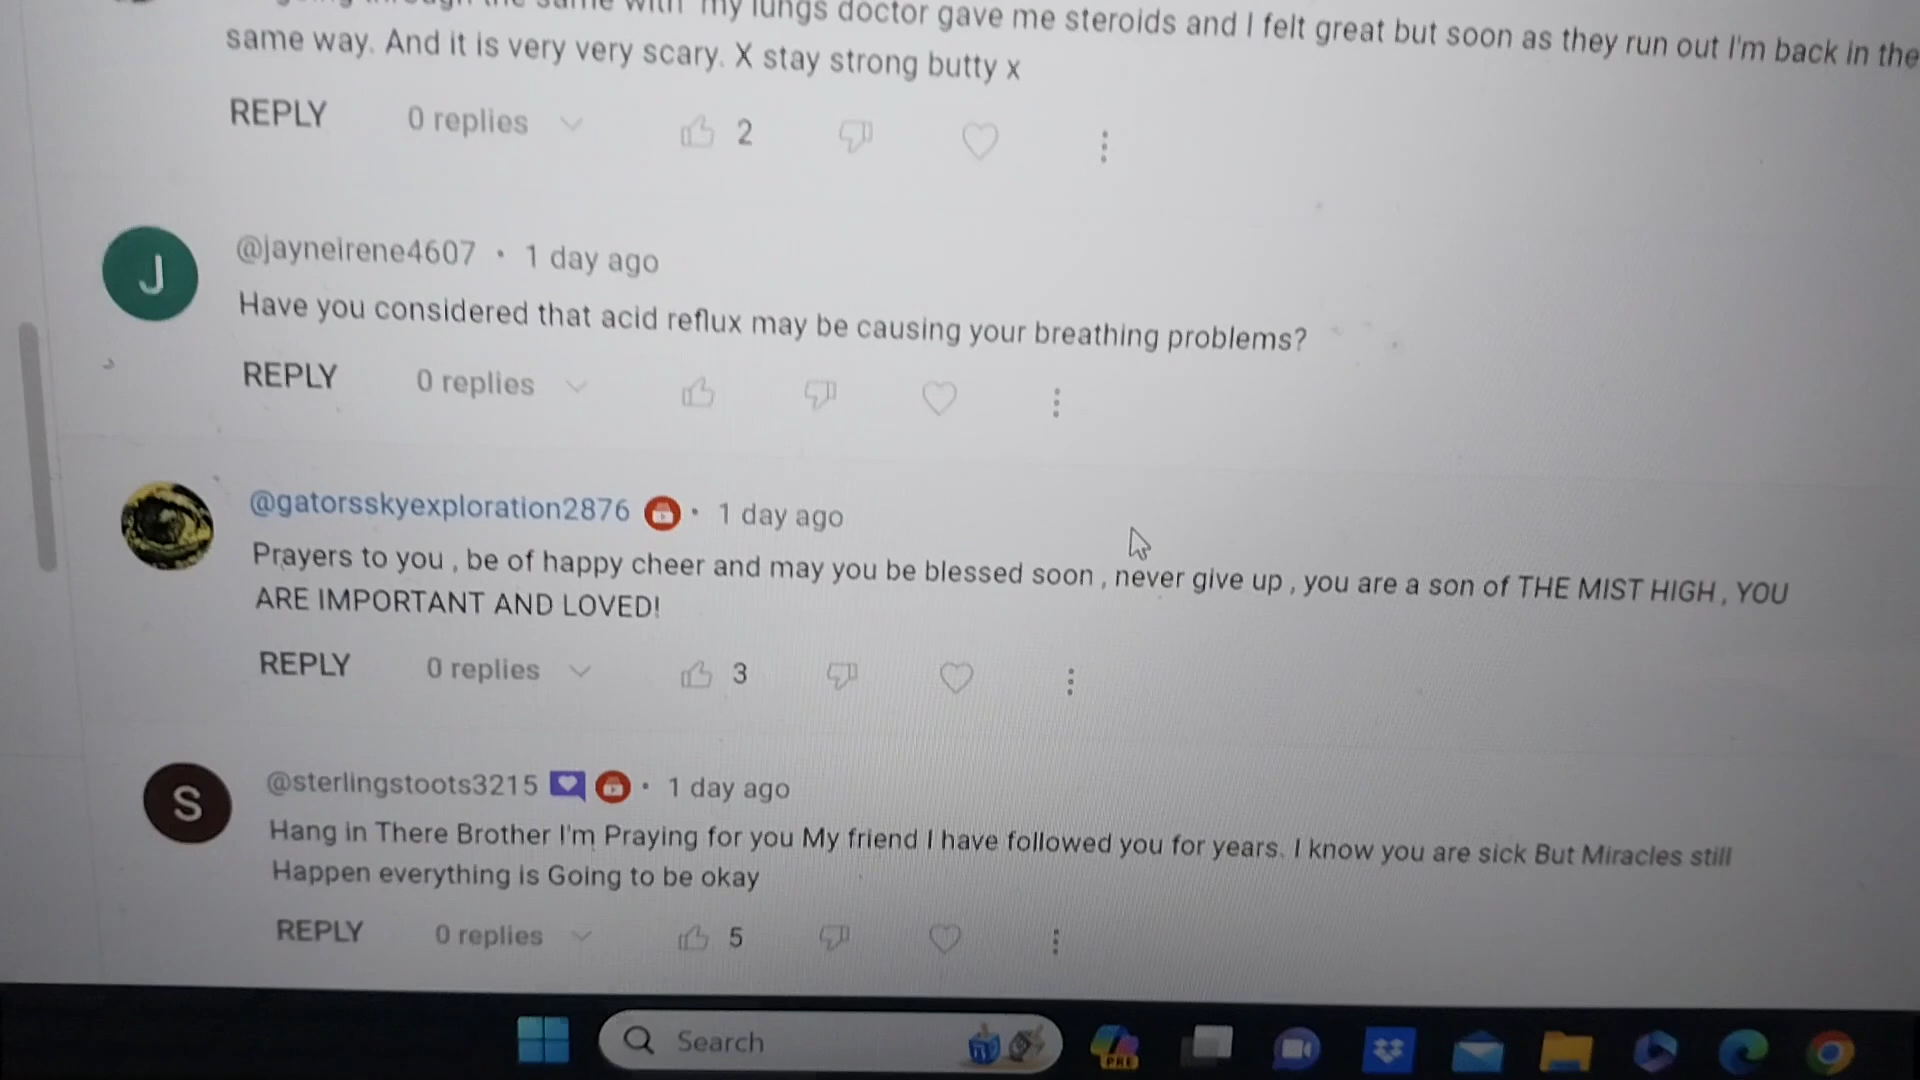 the same with my lungs doctor gave me steroids and I felt great but soon as they run out I'm back in the
same way. And it is very very scary. X stay strong butty x
REPLY 0 replies 2
J
@jayneirene4607 · 1 day ago
Have you considered that acid reflux may be causing your breathing problems?
REPLY 0 replies
@gatorsskyexploration2876 · 1 day ago
Prayers to you , be of happy cheer and may you be blessed soon , never give up , you are a son of THE MIST HIGH , YOU
ARE IMPORTANT AND LOVED!
REPLY 0 replies 3
S
@sterlingstoots3215 · 1 day ago
Hang in There Brother I'm Praying for you My friend I have followed you for years. I know you are sick But Miracles still
Happen everything is Going to be okay
REPLY 0 replies 5
Search
PRE